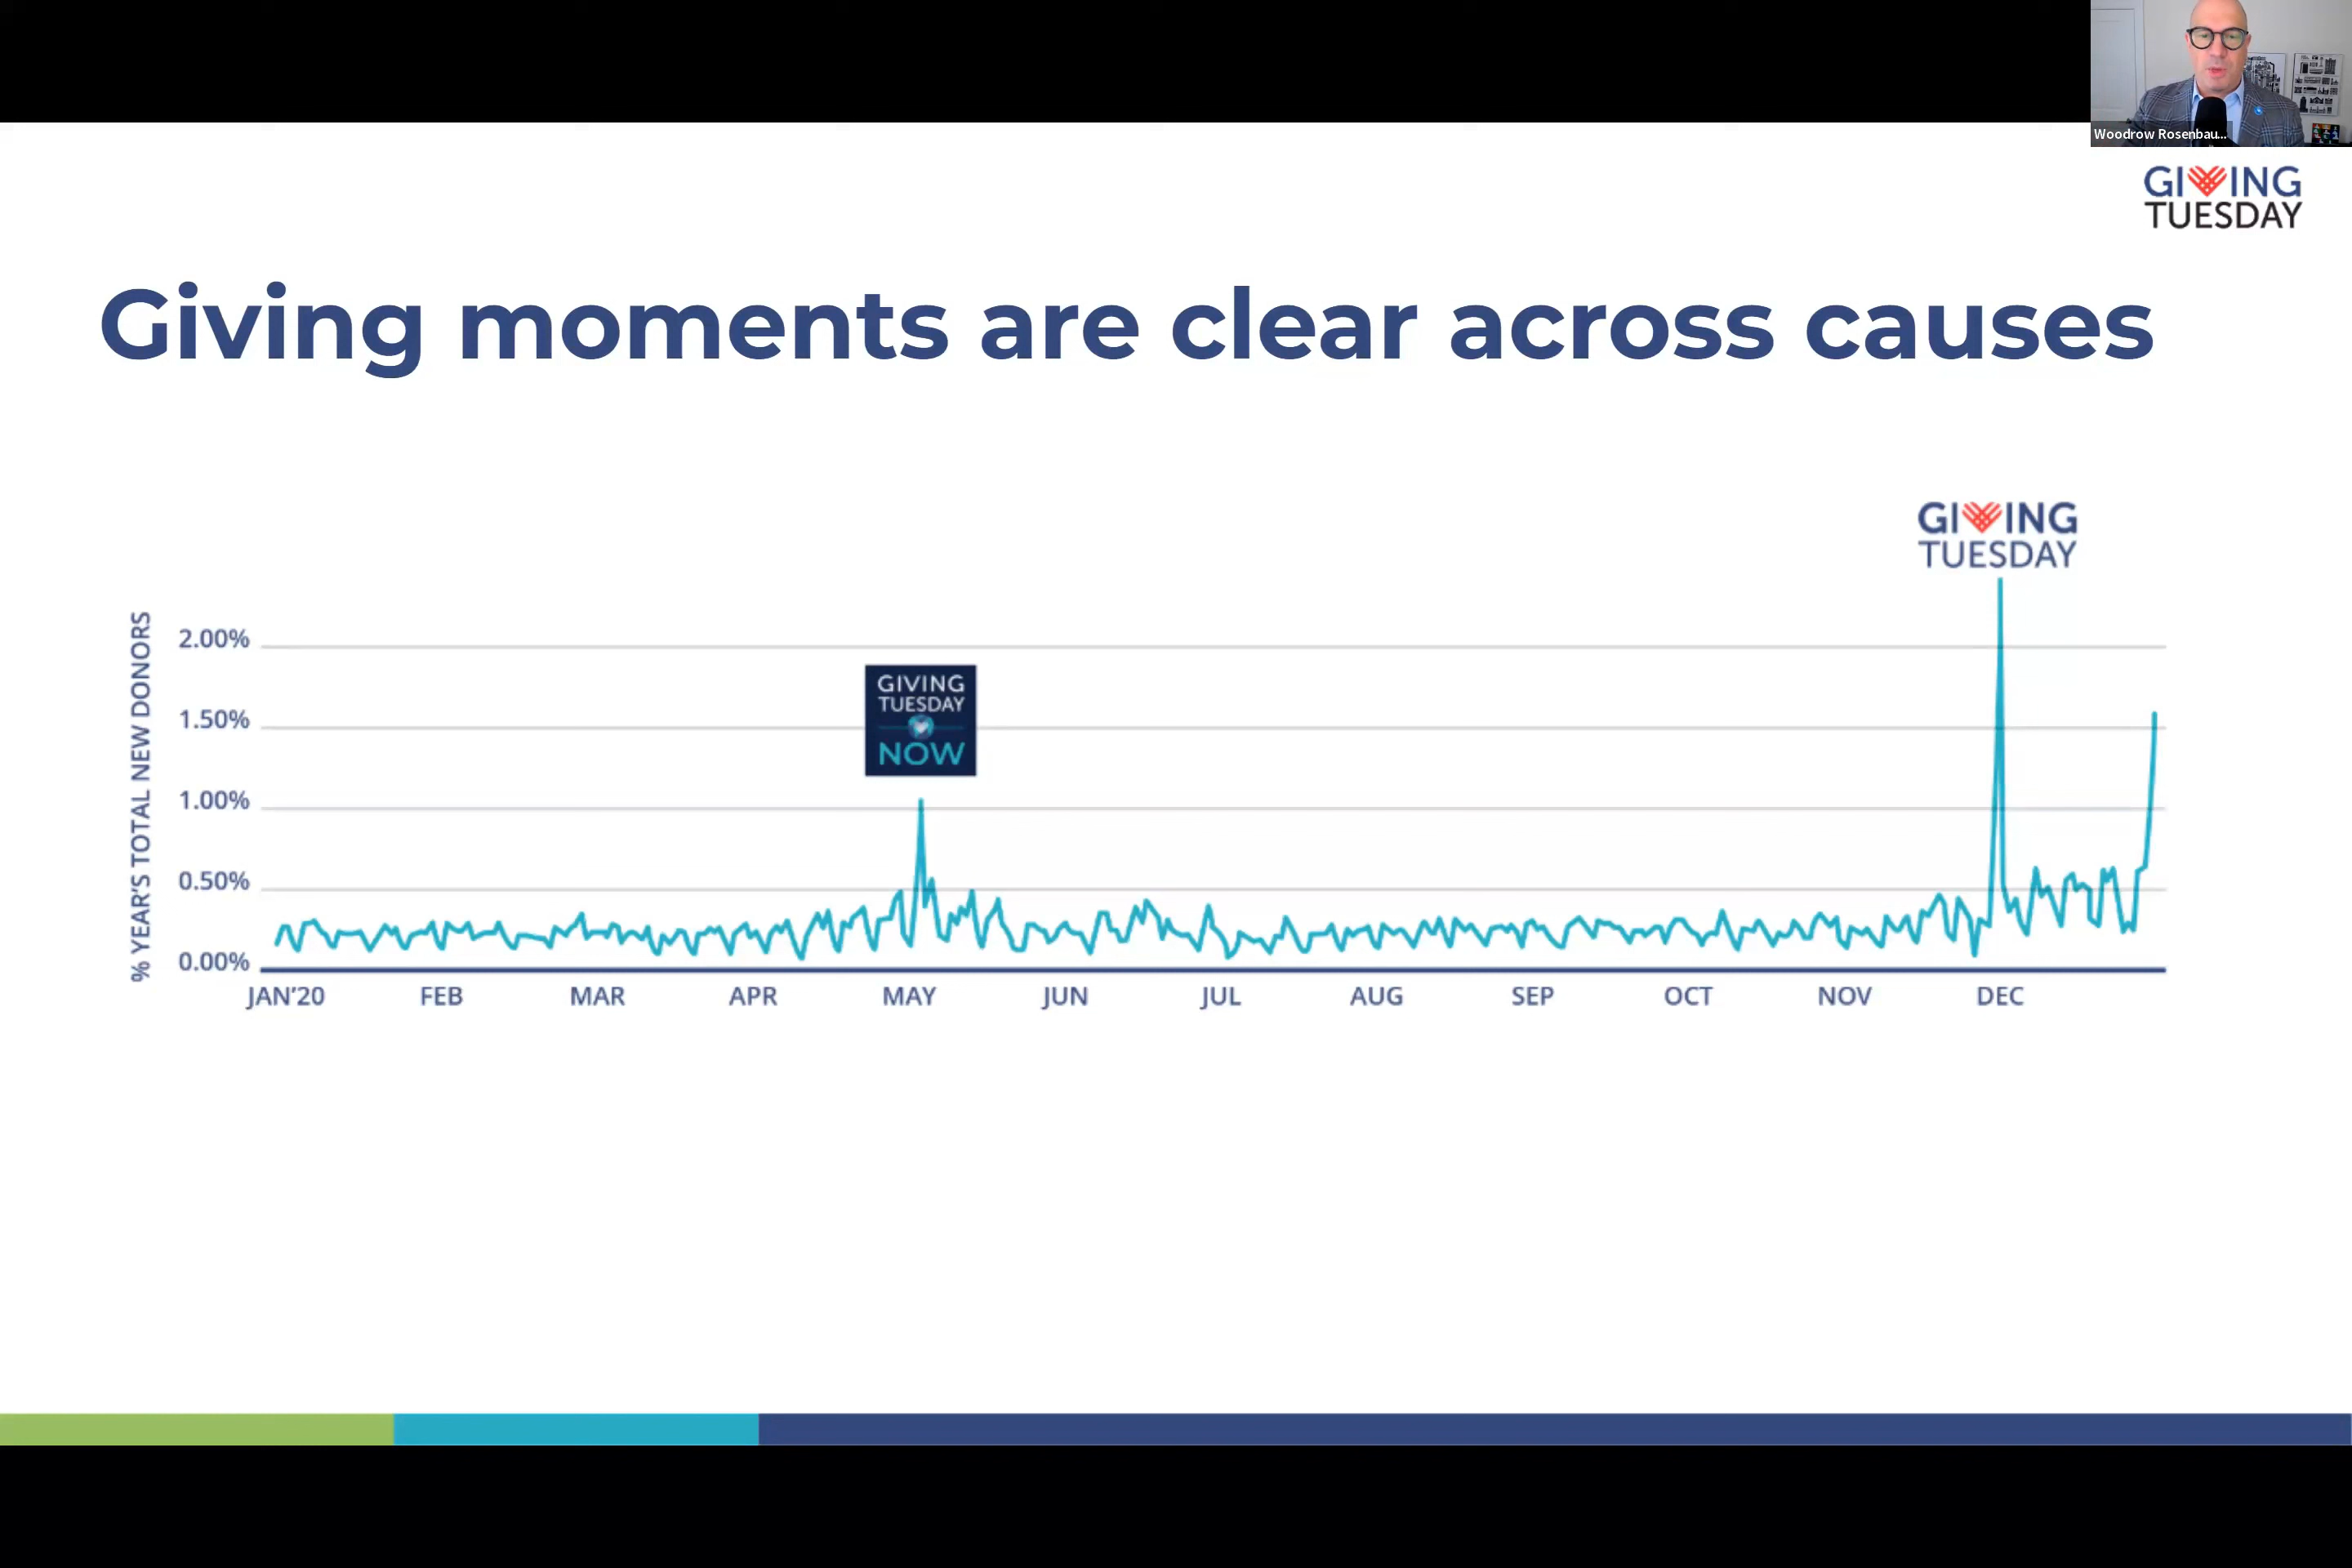 Woodrow Rosenbau...
GIVING
TUESDAY
Giving moments are clear across causes
GIVING
TUESDAY
% YEAR'S TOTAL NEW DONORS
2.00%
1.50%
1.00%
0.50%
0.00%
GIVING
TUESDAY
NOW
JAN'20 FEB MAR APR MAY JUN JUL AUG SEP OCT NOV DEC